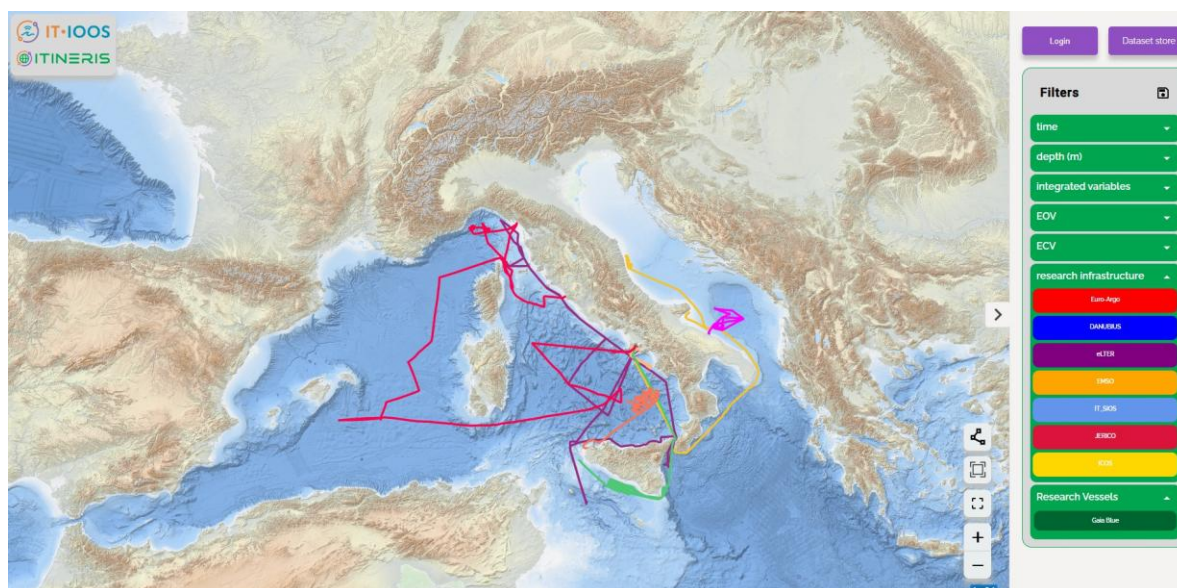 IT·IOOS
ITINERIS
Login
Dataset store
Filters
time
depth (m)
integrated variables
EOV
ECV
research infrastructure
Euro-Argo
DANUBIUS
eLTER
EMSO
IT_SIOS
JERICO
ICOS
Research Vessels
Gaia Blue